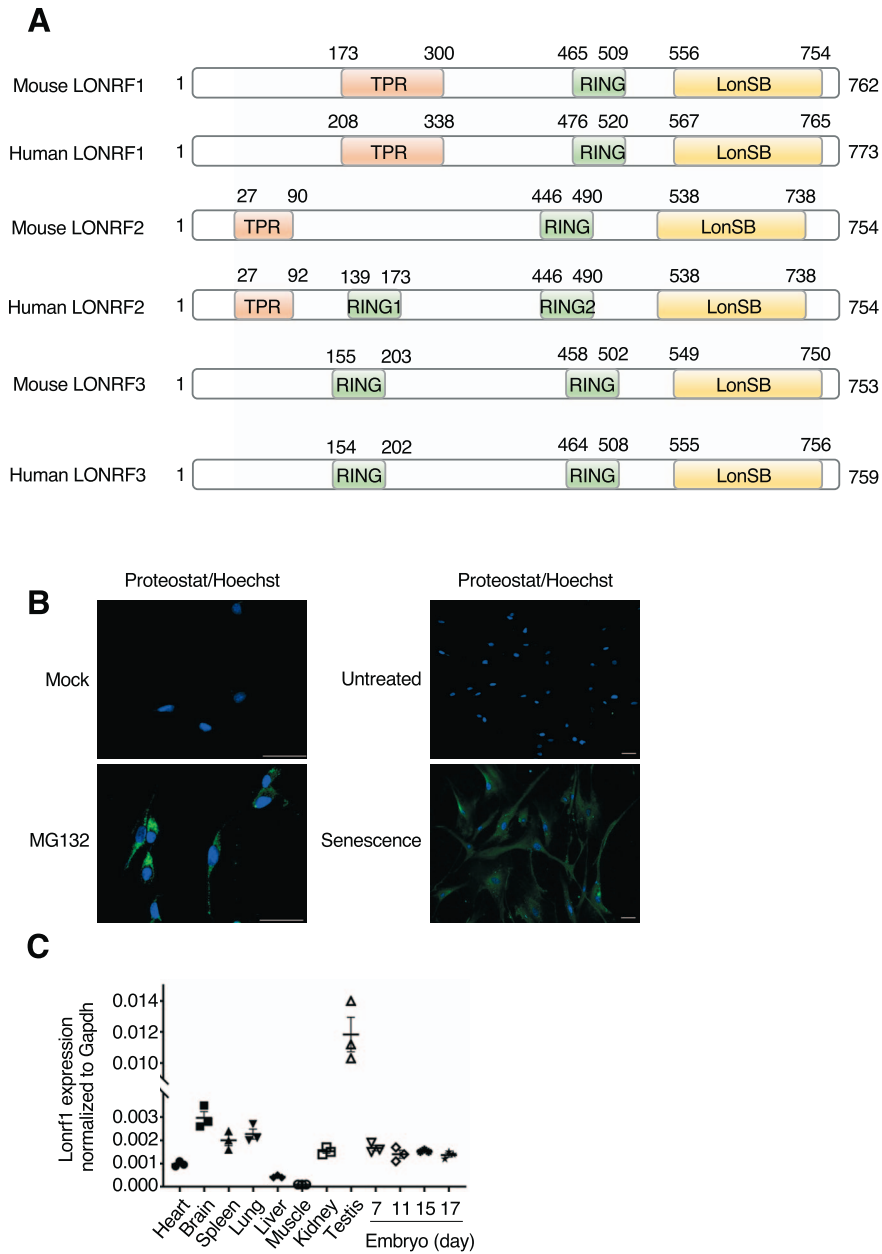 A
173 300 465 509 556 754
Mouse LONRF1 1 TPR RING LonSB 762
208 338 476 520 567 765
Human LONRF1 1 TPR RING LonSB 773
27 90 446 490 538 738
Mouse LONRF2 1 TPR RING LonSB 754
27 92 139 173 446 490 538 738
Human LONRF2 1 TPR RING1 RING2 LonSB 754
155 203 458 502 549 750
Mouse LONRF3 1 RING RING LonSB 753
154 202 464 508 555 756
Human LONRF3 1 RING RING LonSB 759
B
Proteostat/Hoechst Proteostat/Hoechst
Mock Untreated
MG132 Senescence
C
Lonrf1 expression
normalized to Gapdh
0.014
0.012
0.010
0.003
0.002
0.001
0.000
Heart Brain Spleen Lung Liver Muscle Kidney Testis 7 11 15 17
Embryo (day)